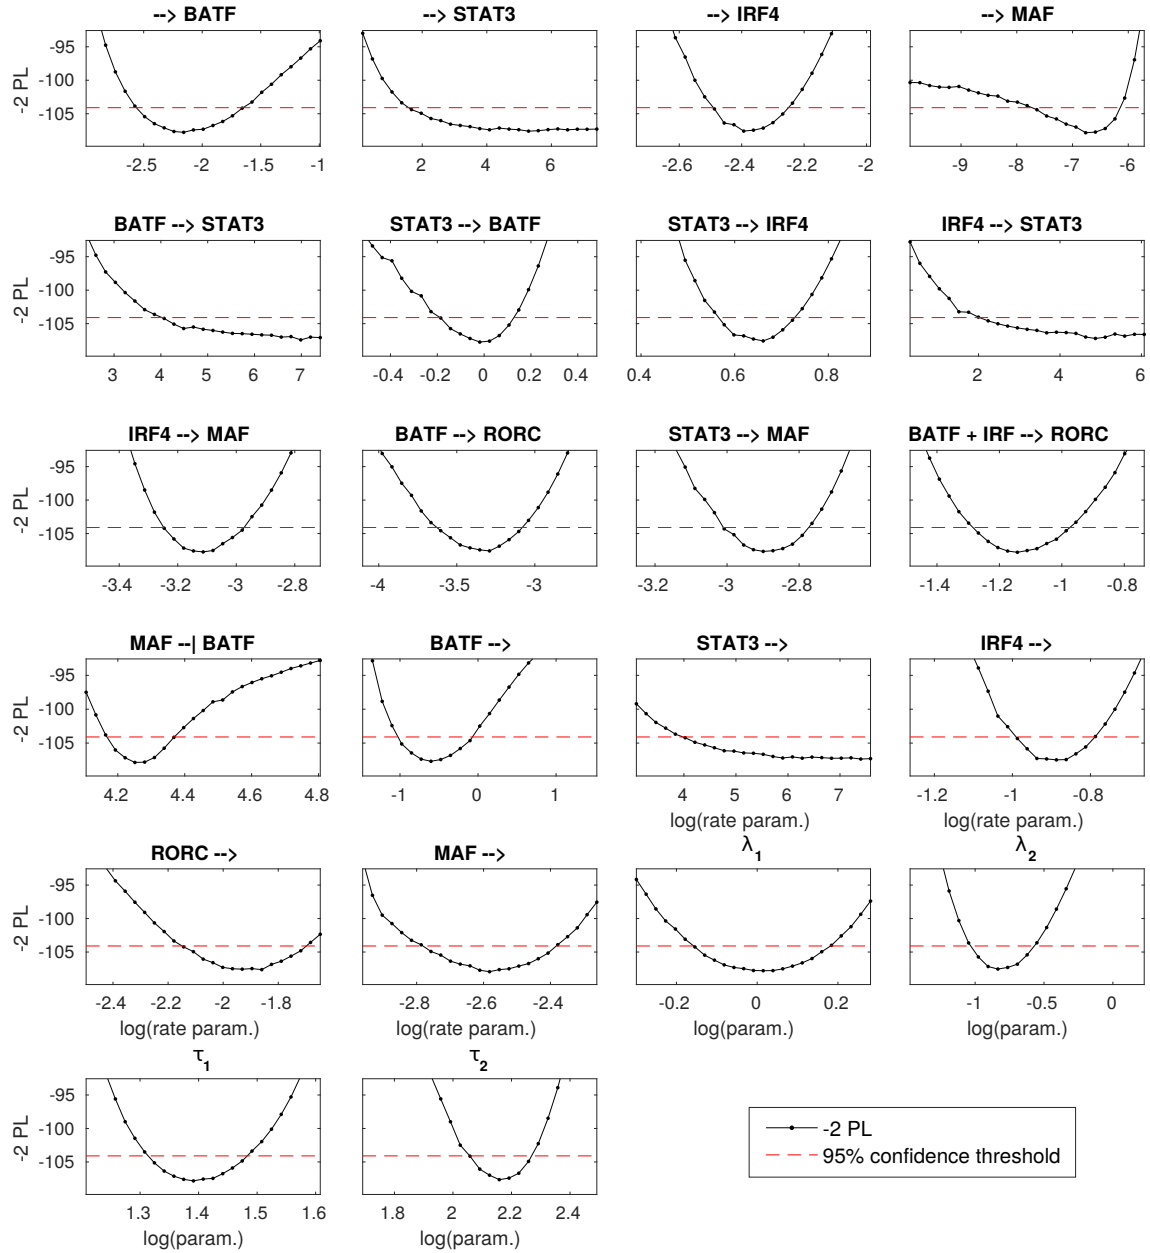 --> BATF
--> STAT3
--> IRF4
--> MAF
-2 PL
-95
-100
-105
-2.5 -2 -1.5 -1
2 4 6
-2.6 -2.4 -2.2 -2
-9 -8 -7 -6
BATF --> STAT3
STAT3 --> BATF
STAT3 --> IRF4
IRF4 --> STAT3
-2 PL
-95
-100
-105
3 4 5 6 7
-0.4 -0.2 0 0.2 0.4
0.4 0.6 0.8
2 4 6
IRF4 --> MAF
BATF --> RORC
STAT3 --> MAF
BATF + IRF --> RORC
-2 PL
-95
-100
-105
-3.4 -3.2 -3 -2.8
-4 -3.5 -3
-3.2 -3 -2.8 -2.6
-1.4 -1.2 -1 -0.8
MAF --| BATF
BATF -->
STAT3 -->
IRF4 -->
-2 PL
-95
-100
-105
4.2 4.4 4.6 4.8
-1 0 1
4 5 6 7
-1.2 -1 -0.8
log(rate param.)
log(rate param.)
RORC -->
MAF -->
λ1
λ2
-2 PL
-95
-100
-105
-2.4 -2.2 -2 -1.8
-2.8 -2.6 -2.4
-0.2 0 0.2
-1 -0.5 0
log(rate param.)
log(rate param.)
log(param.)
log(param.)
τ1
τ2
-2 PL
-95
-100
-105
1.3 1.4 1.5 1.6
1.8 2 2.2 2.4
log(param.)
log(param.)
-2 PL
95% confidence threshold